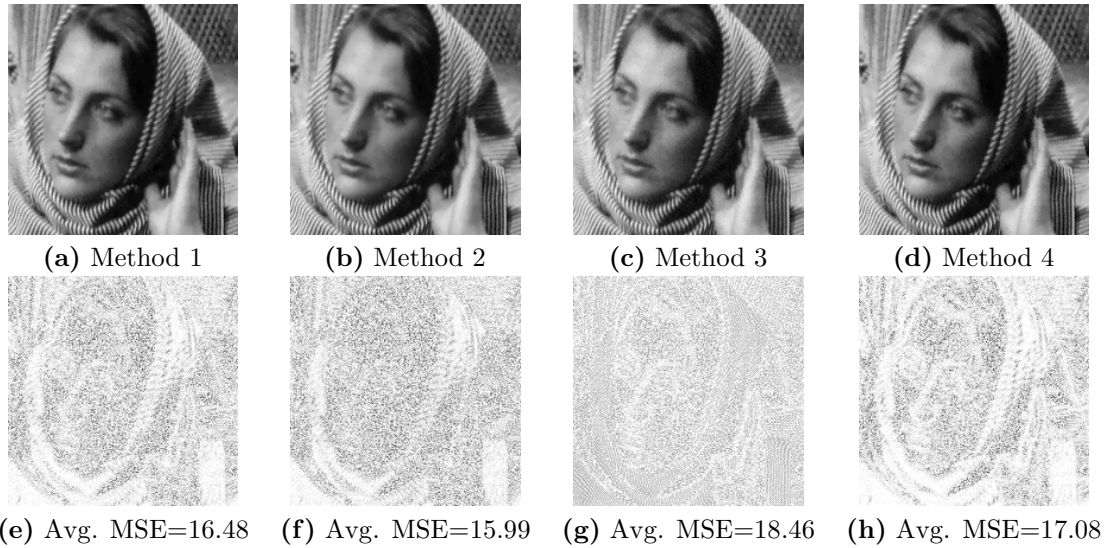 (a) Method 1 (b) Method 2 (c) Method 3 (d) Method 4
(e) Avg. MSE=16.48 (f) Avg. MSE=15.99 (g) Avg. MSE=18.46 (h) Avg. MSE=17.08